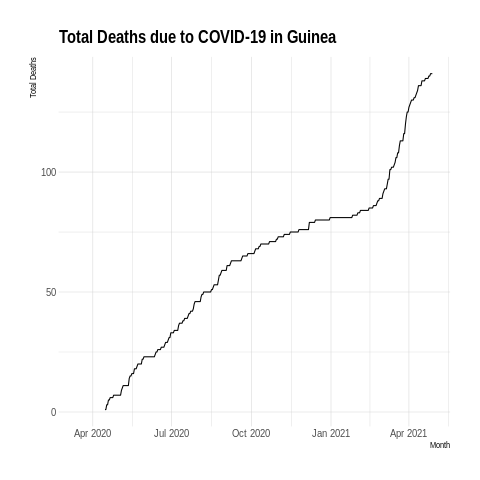 Total Deaths due to COVID-19 in Guinea
Total Deaths
100
50
0
Apr 2020 Jul 2020 Oct 2020 Jan 2021 Apr 2021
Month